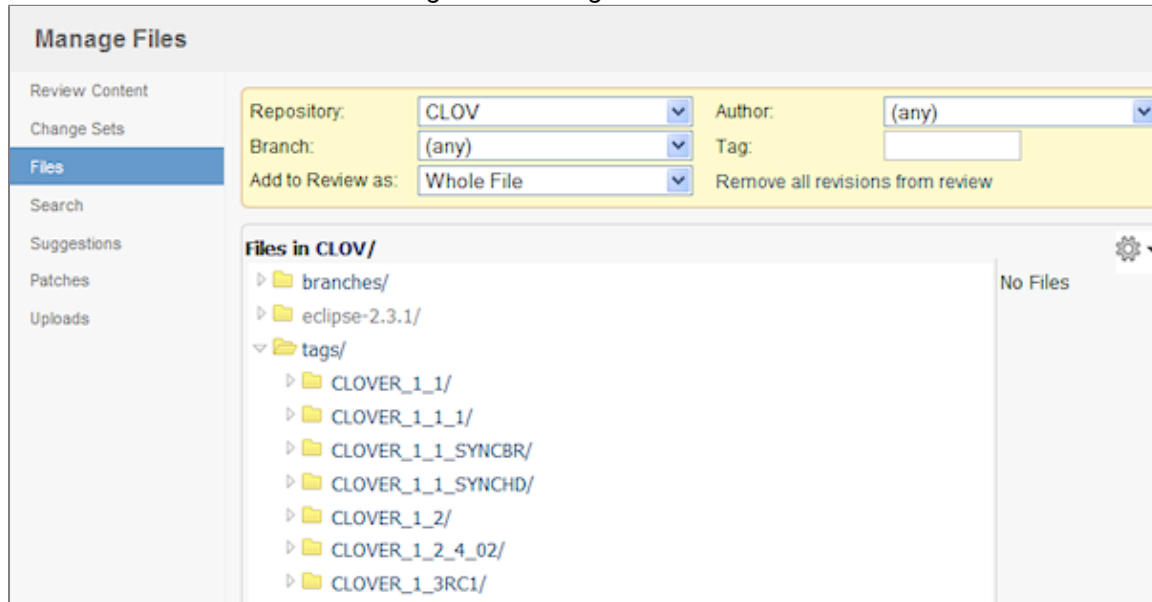 Manage Files
Review Content
Change Sets
Files
Search
Suggestions
Patches
Uploads
Repository: CLOV Author: (any)
Branch: (any) Tag:
Add to Review as: Whole File Remove all revisions from review
Files in CLOV/
branches/
eclipse-2.3.1/
tags/
CLOVER_1_1/
CLOVER_1_1_1/
CLOVER_1_1_SYNCBR/
CLOVER_1_1_SYNCHD/
CLOVER_1_2/
CLOVER_1_2_4_02/
CLOVER_1_3RC1/
No Files